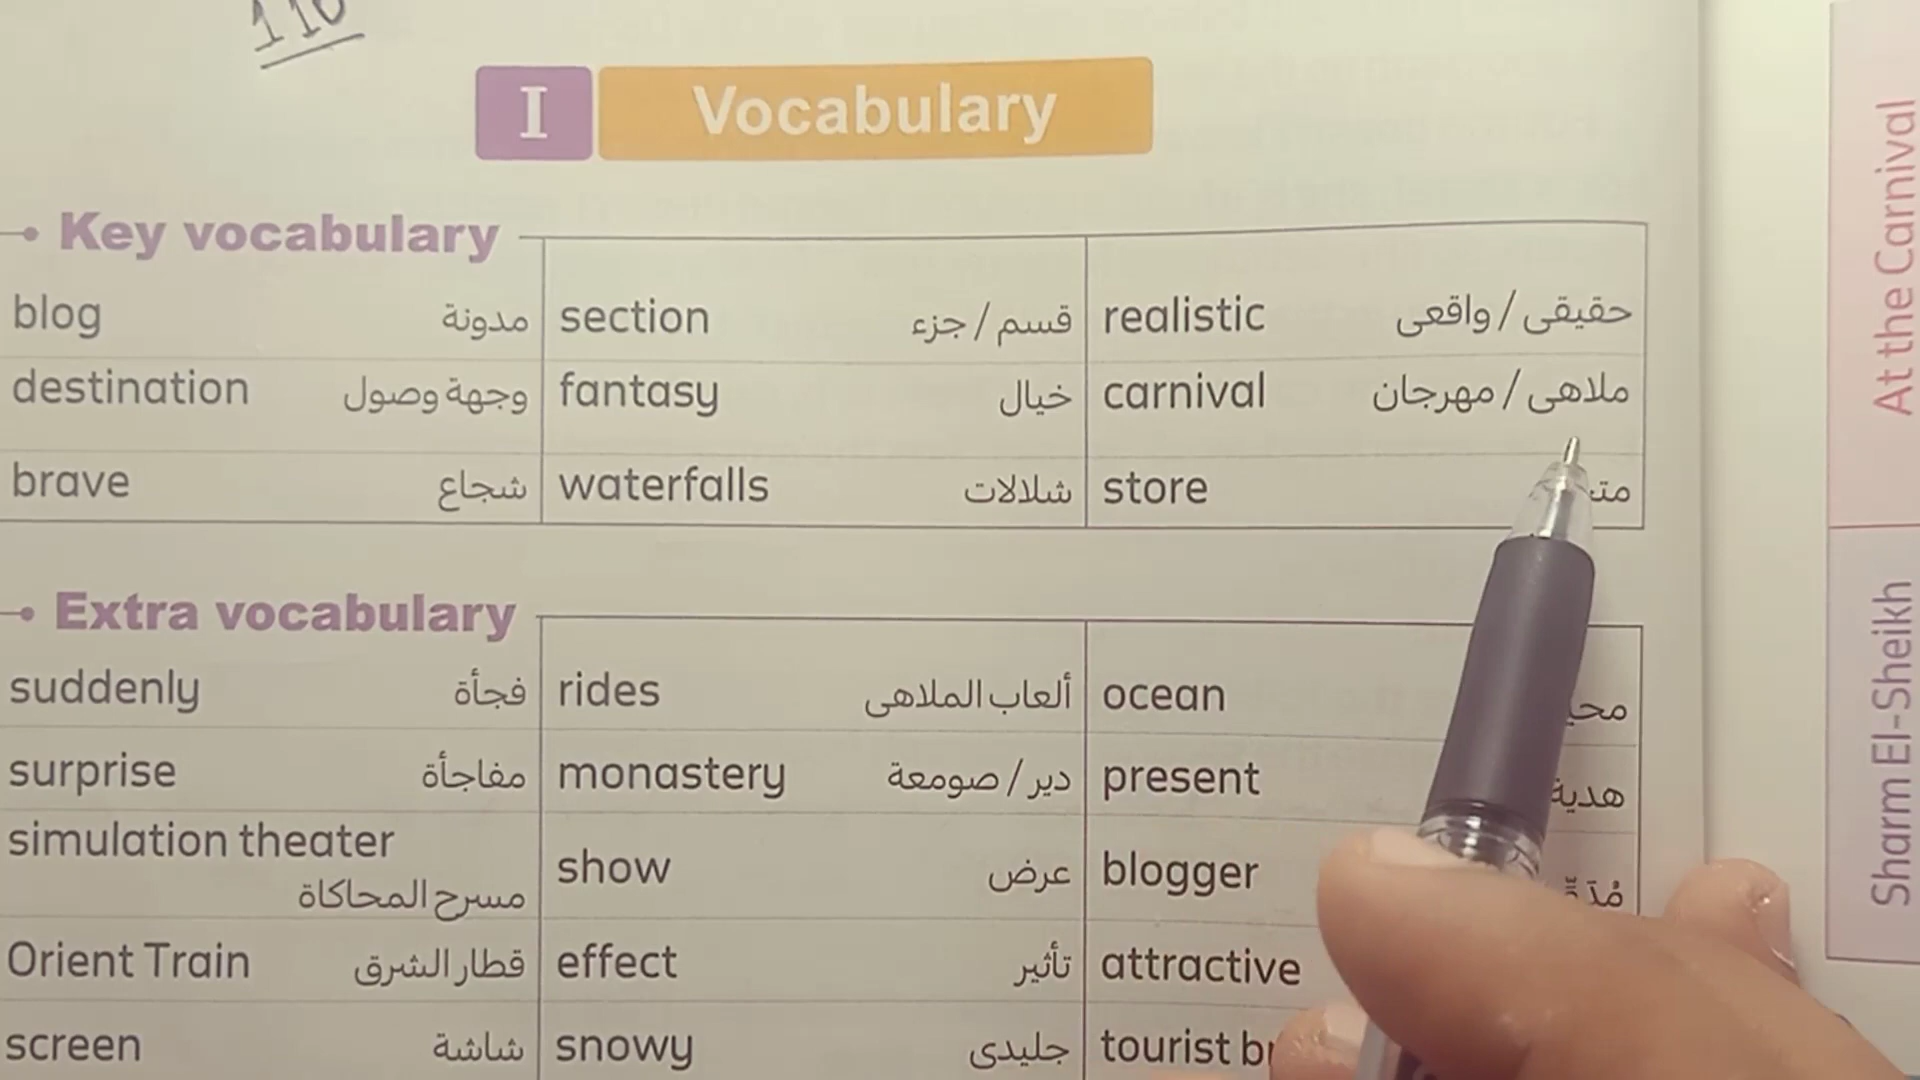 110
I Vocabulary
Key vocabulary
blog مدونة section قسم / جزء realistic حقيقى / واقعى
destination وجهة وصول fantasy خيال carnival ملاهى / مهرجان
brave شجاع waterfalls شلالات store
Extra vocabulary
suddenly فجأة rides ألعاب الملاهى ocean
surprise مفاجأة monastery دير / صومعة present هدية
simulation theater
مسرح المحاكاة show عرض blogger
Orient Train قطار الشرق effect تأثير attractive
screen شاشة snowy جليدى tourist
At the Carnival
Sharm El-Sheikh